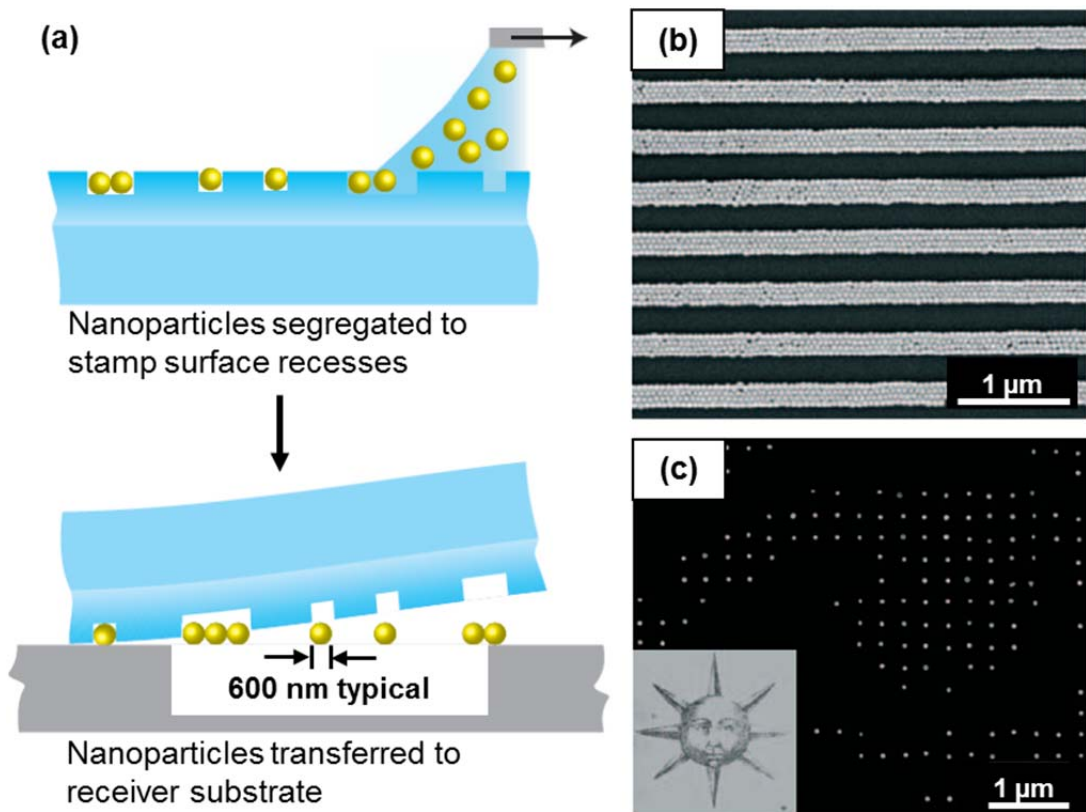 (a)
Nanoparticles segregated to
stamp surface recesses
600 nm typical
Nanoparticles transferred to
receiver substrate
(b)
1 µm
(c)
1 µm